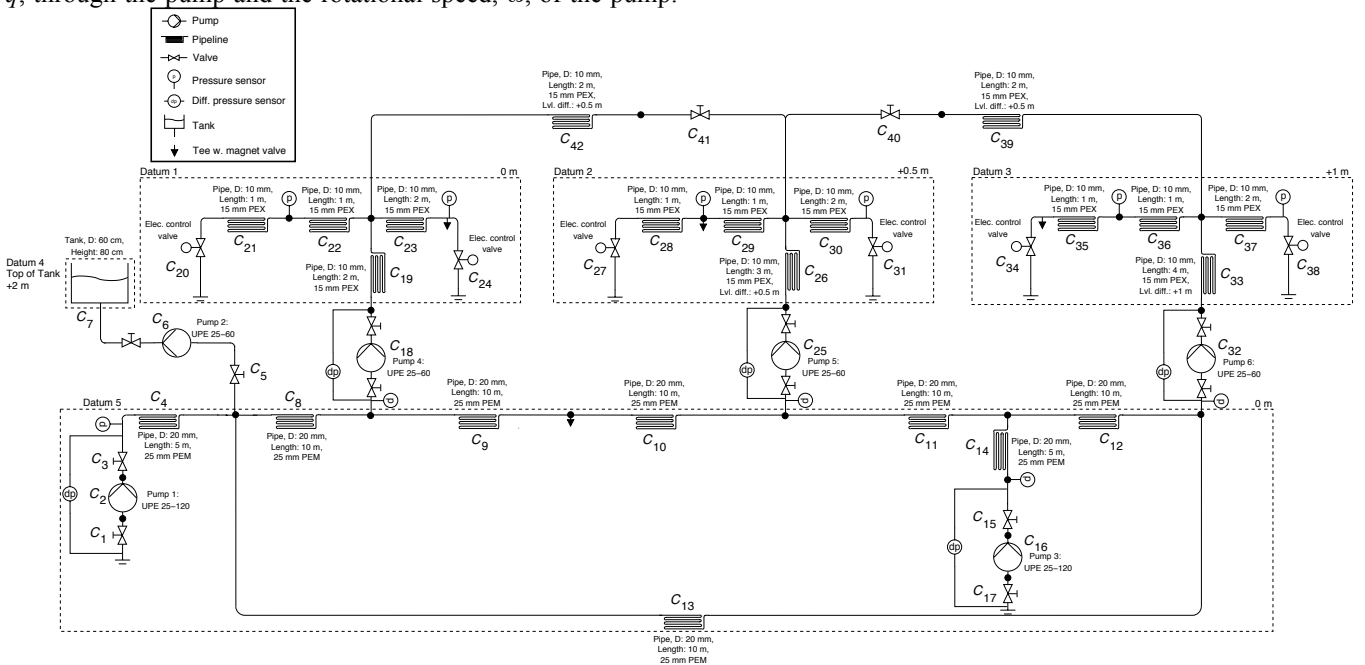 q, through the pump and the rotational speed, ω, of the pump.
Pump
Pipeline
Valve
p
Pressure sensor
dp
Diff. pressure sensor
Tank
Tee w. magnet valve
Pipe, D: 10 mm,
Length: 2 m,
15 mm PEX,
Lvl. diff.: +0.5 m
C42
C41
C40
Pipe, D: 10 mm,
Length: 2 m,
15 mm PEX,
Lvl. diff.: +0.5 m
C39
Datum 1
0 m
Pipe, D: 10 mm,
Length: 1 m,
15 mm PEX
C21
p
Pipe, D: 10 mm,
Length: 1 m,
15 mm PEX
C22
Pipe, D: 10 mm,
Length: 2 m,
15 mm PEX
C23
p
Elec. control
valve
C20
Elec. control
valve
C24
Pipe, D: 10 mm,
Length: 2 m,
15 mm PEX
C19
Datum 2
+0.5 m
Pipe, D: 10 mm,
Length: 1 m,
15 mm PEX
C28
p
Pipe, D: 10 mm,
Length: 1 m,
15 mm PEX
C29
Pipe, D: 10 mm,
Length: 2 m,
15 mm PEX
C30
p
Elec. control
valve
C27
Elec. control
valve
C31
Pipe, D: 10 mm,
Length: 3 m,
15 mm PEX,
Lvl. diff.: +0.5 m
C26
Datum 3
+1 m
Pipe, D: 10 mm,
Length: 1 m,
15 mm PEX
C35
p
Pipe, D: 10 mm,
Length: 1 m,
15 mm PEX
C36
Pipe, D: 10 mm,
Length: 2 m,
15 mm PEX
C37
p
Elec. control
valve
C34
Elec. control
valve
C38
Pipe, D: 10 mm,
Length: 4 m,
15 mm PEX,
Lvl. diff.: +1 m
C33
Datum 4
Top of Tank
+2 m
Tank, D: 60 cm,
Height: 80 cm
C7
C6
Pump 2:
UPE 25-60
C5
dp
C18
Pump 4:
UPE 25-60
p
dp
C25
Pump 5:
UPE 25-60
p
dp
C32
Pump 6:
UPE 25-60
p
Datum 5
0 m
p
C4
Pipe, D: 20 mm,
Length: 5 m,
25 mm PEM
C8
Pipe, D: 20 mm,
Length: 10 m,
25 mm PEM
Pipe, D: 20 mm,
Length: 10 m,
25 mm PEM
C9
Pipe, D: 20 mm,
Length: 10 m,
25 mm PEM
C10
Pipe, D: 20 mm,
Length: 10 m,
25 mm PEM
C11
Pipe, D: 20 mm,
Length: 10 m,
25 mm PEM
C12
C14
Pipe, D: 20 mm,
Length: 5 m,
25 mm PEM
p
C3
dp
C2
Pump 1:
UPE 25-120
C1
C15
dp
C16
Pump 3:
UPE 25-120
C17
C13
Pipe, D: 20 mm,
Length: 10 m,
25 mm PEM